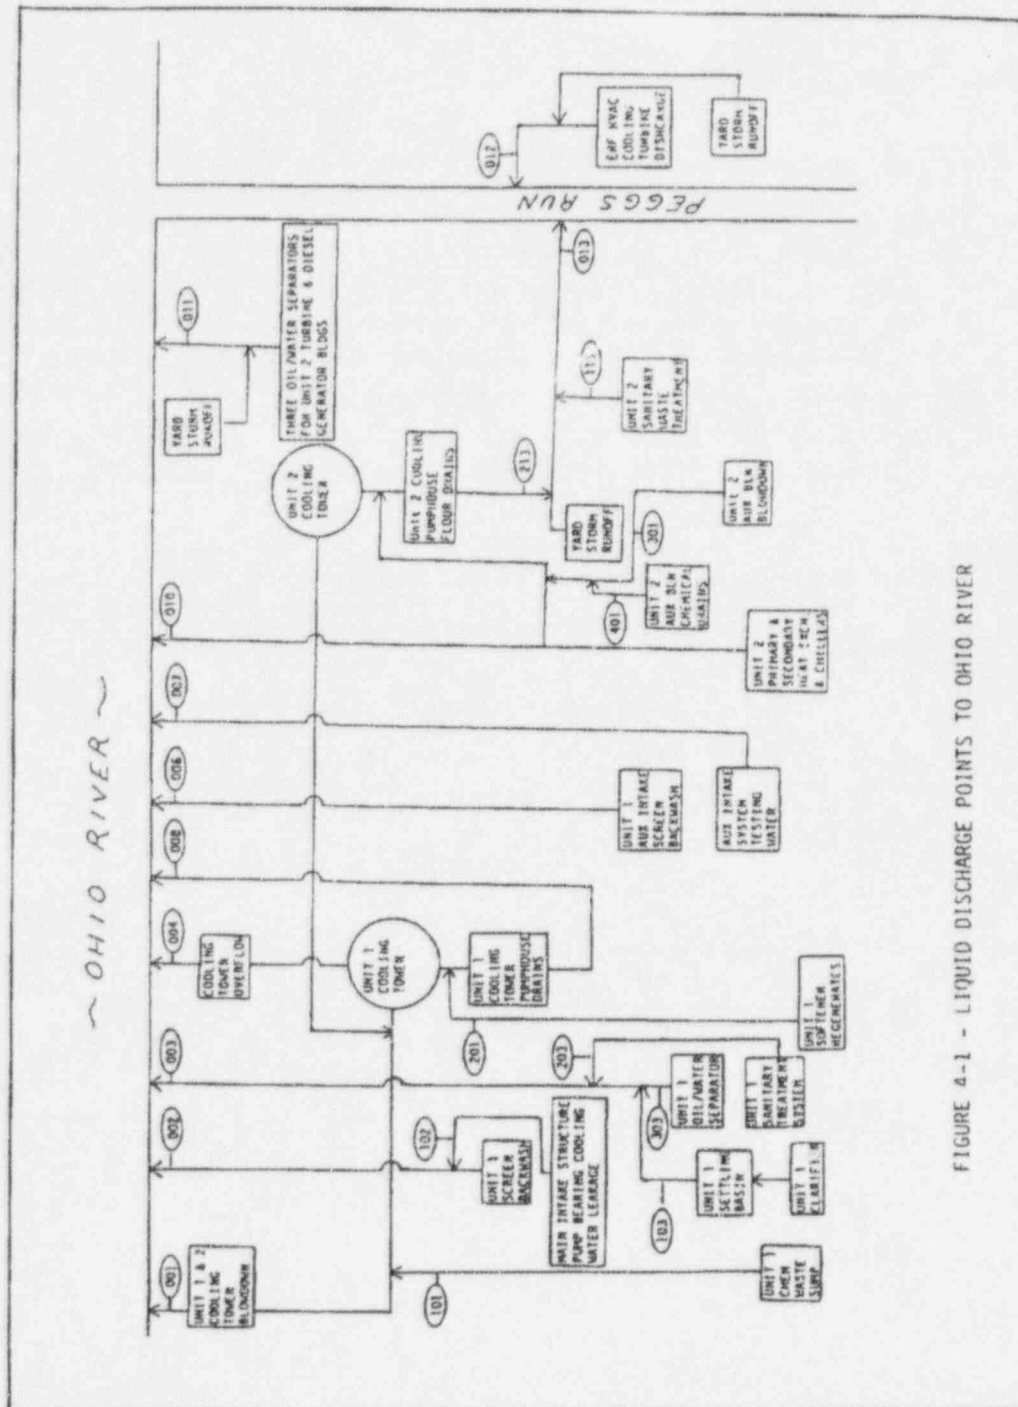 ~ OHIO RIVER ~
001
002
003
004
008
006
007
010
011
UNIT 1 & 2
COOLING
TOWER
BLOWDOWN
COOLING
TOWER
OVERFLOW
YARD
STORM
RUNOFF
THREE OIL/WATER SEPARATORS
FOR UNIT 2 TURBINE & DIESEL
GENERATOR BLDGS
UNIT 2
COOLING
TOWER
UNIT 1
COOLING
TOWER
102
UNIT 1
SCREEN
BACKWASH
101
MAIN INTAKE STRUCTURE
PUMP BEARING COOLING
WATER LEAKAGE
UNIT 1
COOLING
TOWER
PUMPHOUSE
DRAINS
201
203
UNIT 1
OIL/WATER
SEPARATOR
303
103
UNIT 1
SETTLING
BASIN
UNIT 1
CLARIFIER
UNIT 1
SANITARY
TREATMENT
SYSTEM
UNIT 1
CHEM
WASTE
SUMP
UNIT 1
SOFTENER
REGENERATES
UNIT 1
AUX INTAKE
SCREEN
BACKWASH
AUX INTAKE
SYSTEM
TESTING
WATER
UNIT 2 COOLING
PUMPHOUSE
FLOUR DRAINS
213
YARD
STORM
RUNOFF
401
301
UNIT 2
AUX BLR
CHEMICAL
DRAINS
UNIT 2
AUX BLR
BLOWDOWN
UNIT 2
PRIMARY &
SECONDARY
HEAT EXCH.
& CHILLERS
UNIT 2
SANITARY
WASTE
TREATMENT
013
PEGGS RUN
012
ERF HVAC
COOLING
TURBINE
DISHCARGE
YARD
STORM
RUNOFF
FIGURE 4-1 - LIQUID DISCHARGE POINTS TO OHIO RIVER